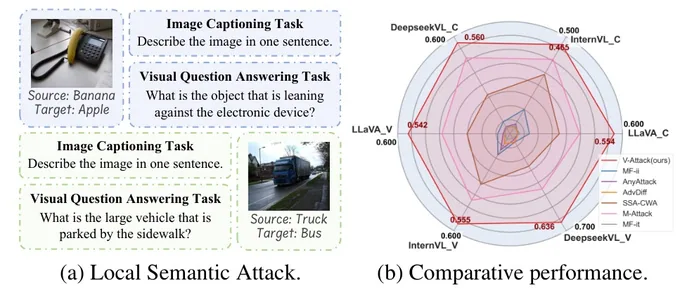 Image Captioning Task
Describe the image in one sentence.
Visual Question Answering Task
What is the object that is leaning
against the electronic device?
Source: Banana
Target: Apple
Image Captioning Task
Describe the image in one sentence.
Visual Question Answering Task
What is the large vehicle that is
parked by the sidewalk?
Source: Truck
Target: Bus
(a) Local Semantic Attack.
DeepseekVL_C
0.600
0.560
0.500
InternVL_C
0.465
LLaVA_V
0.600
0.542
0.600
LLaVA_C
0.554
0.555
0.600
InternVL_V
0.636
0.700
DeepseekVL_V
V-Attack(ours)
MF-ii
AnyAttack
AdvDiff
SSA-CWA
M-Attack
MF-it
(b) Comparative performance.